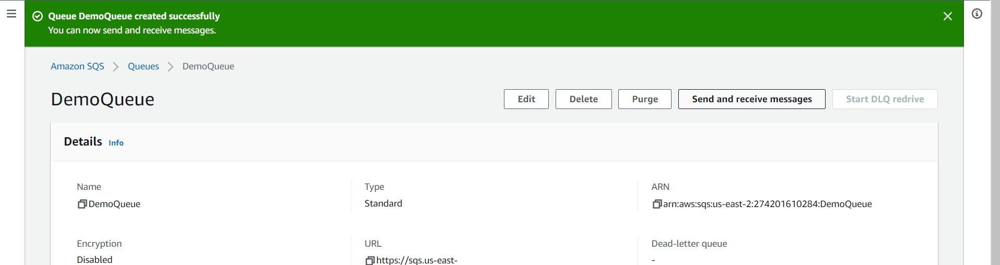 Queue DemoQueue created successfully
You can now send and receive messages.
Amazon SQS > Queues > DemoQueue
DemoQueue
Edit
Delete
Purge
Send and receive messages
Start DLQ redrive
Details Info
Name
DemoQueue
Type
Standard
ARN
arn:aws:sqs:us-east-2:274201610284:DemoQueue
Encryption
Disabled
URL
https://sqs.us-east-
Dead-letter queue
-